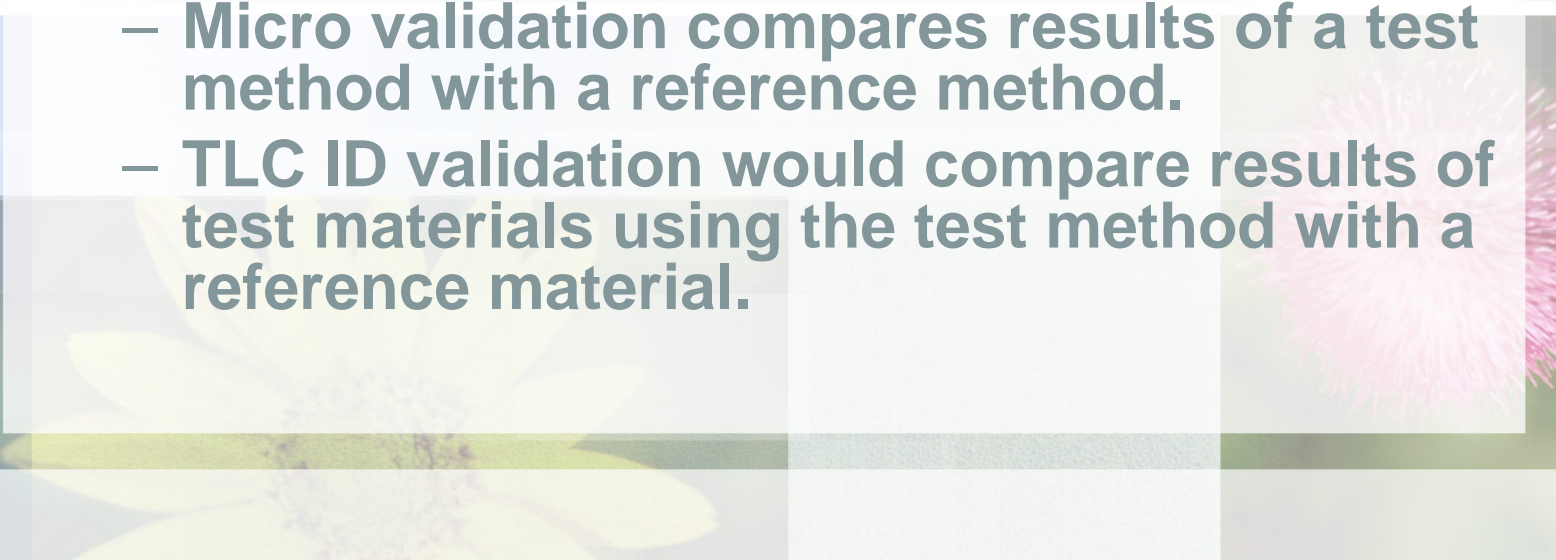 – Micro validation compares results of a test
method with a reference method.
– TLC ID validation would compare results of
test materials using the test method with a
reference material.